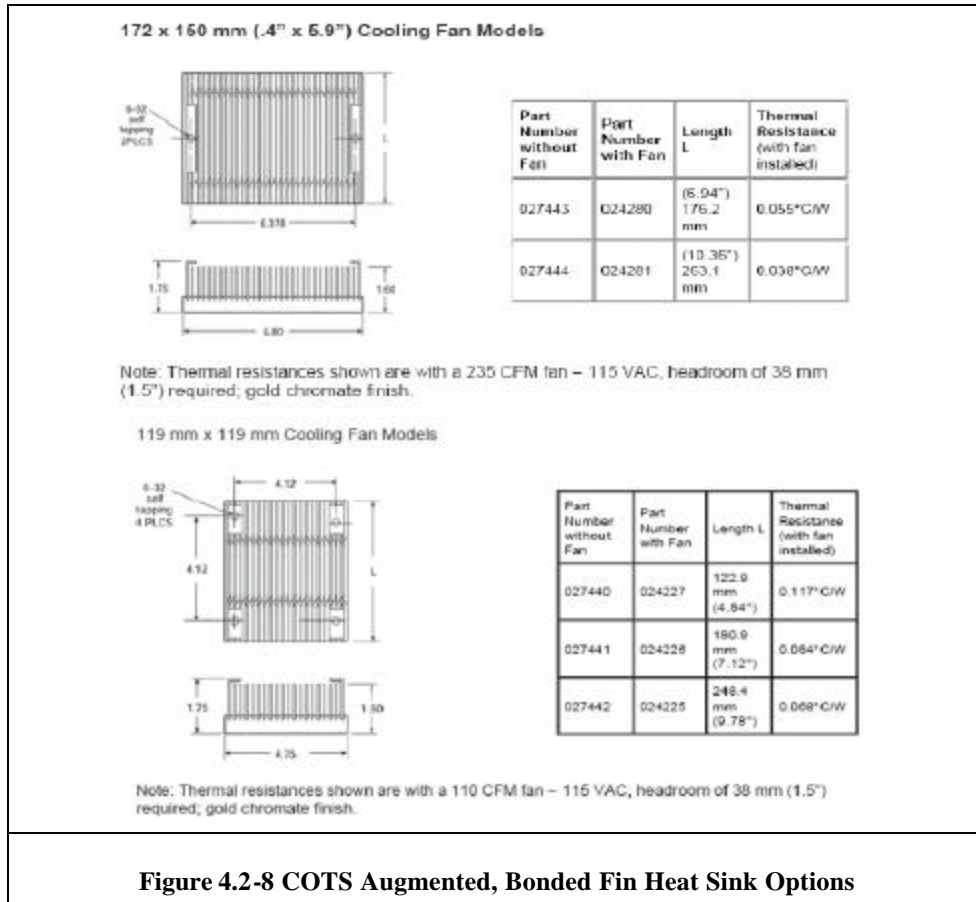 172 x 150 mm (.4" x 5.9") Cooling Fan Models
6-32
self
tapping
2PLCS
L
6.378
1.75
1.60
6.80
Part Number without Fan
Part Number with Fan
Length L
Thermal Resistance (with fan installed)
027443
024280
(6.94") 176.2 mm
0.055°C/W
027444
024281
(10.36") 263.1 mm
0.038°C/W
Note: Thermal resistances shown are with a 235 CFM fan – 115 VAC, headroom of 38 mm
(1.5") required; gold chromate finish.
119 mm x 119 mm Cooling Fan Models
6-32
self
tapping
4 PLCS
4.12
4.12
L
1.75
4.75
Part Number without Fan
Part Number with Fan
Length L
Thermal Resistance (with fan installed)
027440
024227
122.9 mm (4.84")
0.117°C/W
027441
024226
180.9 mm (7.12")
027442
024225
248.4 mm (9.78")
0.068°C/W
Note: Thermal resistances shown are with a 110 CFM fan – 115 VAC, headroom of 38 mm (1.5")
required; gold chromate finish.
Figure 4.2-8 COTS Augmented, Bonded Fin Heat Sink Options